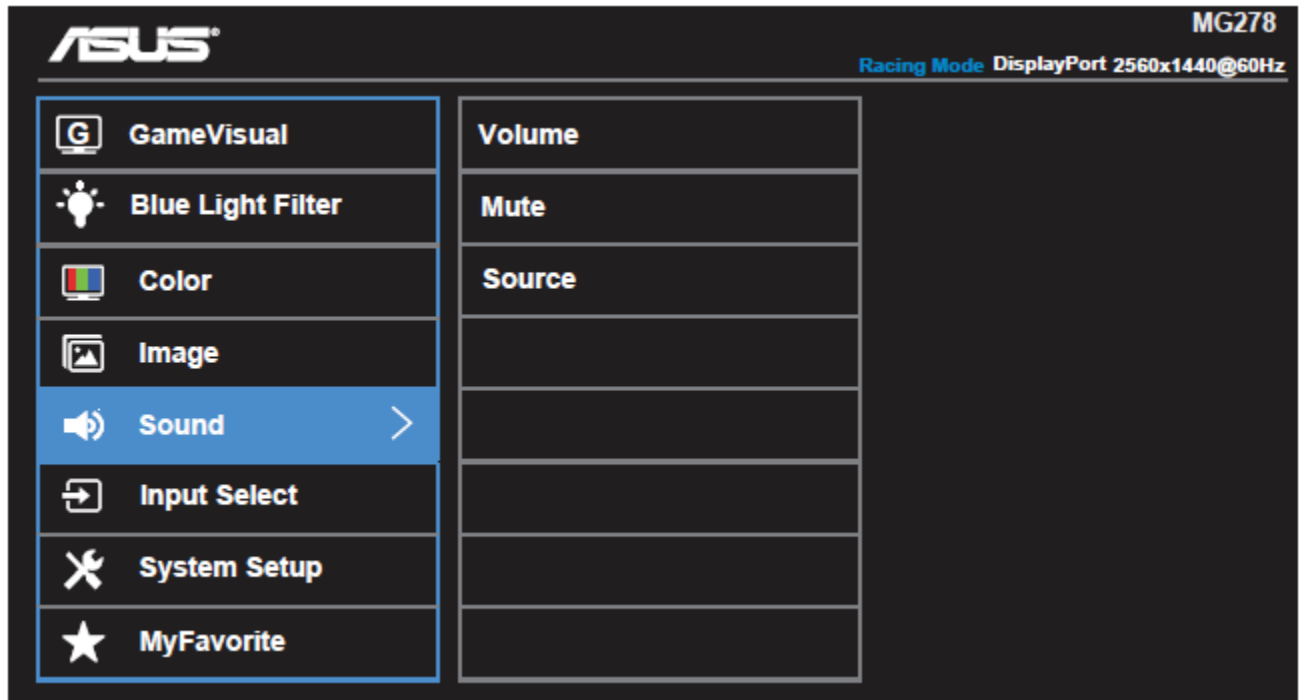 ASUS®
MG278
Racing Mode DisplayPort 2560x1440@60Hz
G GameVisual
Blue Light Filter
Color
Image
Sound
Input Select
System Setup
MyFavorite
Volume
Mute
Source